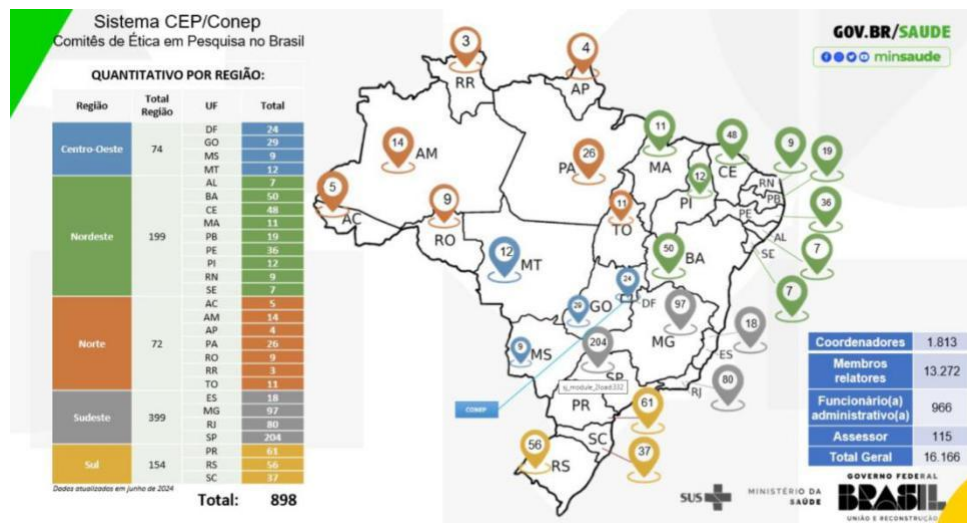 Sistema CEP/Conep
Comitês de Ética em Pesquisa no Brasil
QUANTITATIVO POR REGIÃO:
Região Total Região UF Total
Centro-Oeste 74
DF 24
GO 29
MS 9
MT 12
Nordeste 199
AL 7
BA 50
CE 48
MA 11
PB 19
PE 36
PI 12
RN 9
SE 7
Norte 72
AC 5
AM 14
AP 4
PA 26
RO 9
RR 3
TO 11
Sudeste 399
ES 18
MG 97
RJ 80
SP 204
Sul 154
PR 61
RS 56
SC 37
Dados atualizados em junho de 2024
Total: 898
GOV.BR/SAUDE
minsaude
3
RR
4
AP
14
AM
26
PA
11
MA
48
CE
9
RN
19
PB
12
PI
36
PE
5
AC
9
RO
11
TO
AL
7
SE
7
50
BA
12
MT
24
DF
29
GO
97
MG
18
ES
9
MS
204
SP
80
RJ
CONEP
PR
61
SC
37
56
RS
Coordenadores 1.813
Membros relatores 13.272
Funcionário(a) administrativo(a) 966
Assessor 115
Total Geral 16.166
SUS
MINISTÉRIO DA
SAÚDE
GOVERNO FEDERAL
BRASIL
UNIÃO E RECONSTRUÇÃO